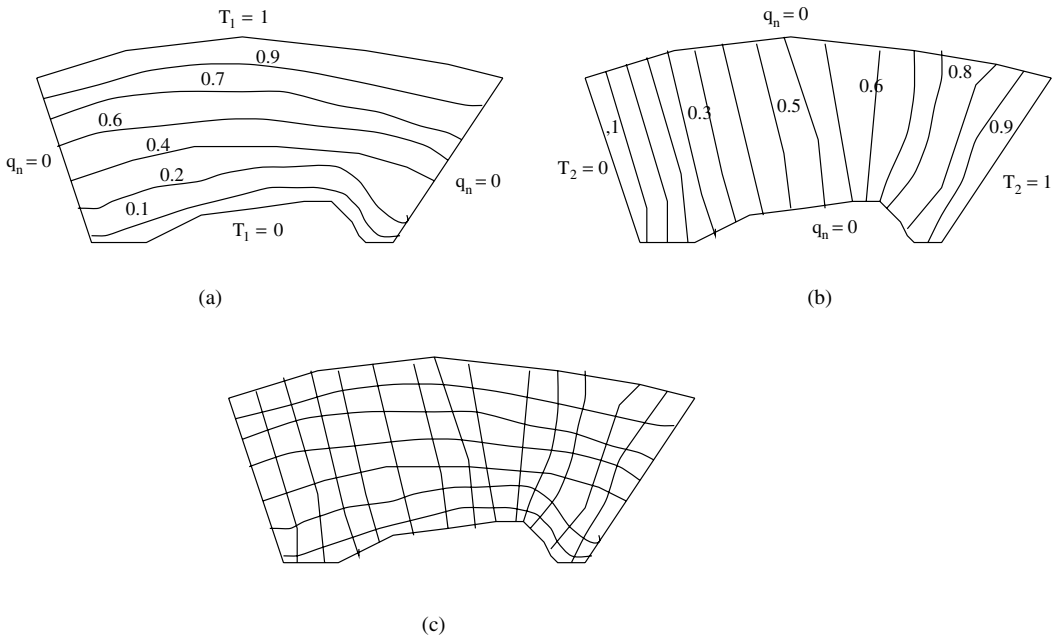 T₁ = 1
0.9
0.7
0.6
0.4
0.2
0.1
qₙ = 0
qₙ = 0
T₁ = 0
(a)
qₙ = 0
0.8
0.6
0.5
0.3
,1
0.9
T₂ = 0
T₂ = 1
qₙ = 0
(b)
(c)